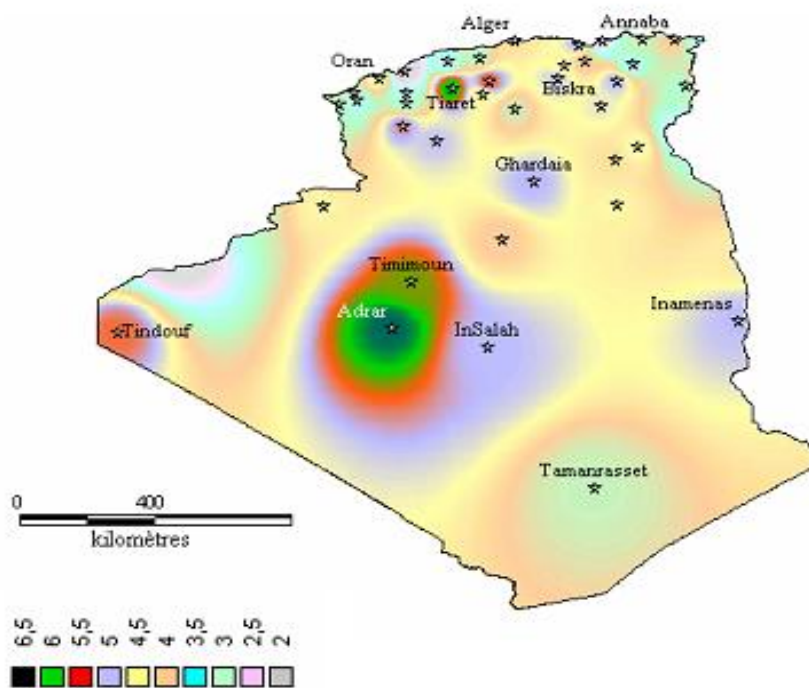 Alger
Annaba
Oran
Tiaret
Biskra
Ghardaia
Timimoun
Adrar
InSalah
Inamenas
Tindouf
Tamanrasset
0 400
kilomètres
6,5 6 5,5 5 4,5 4 3,5 3 2,5 2